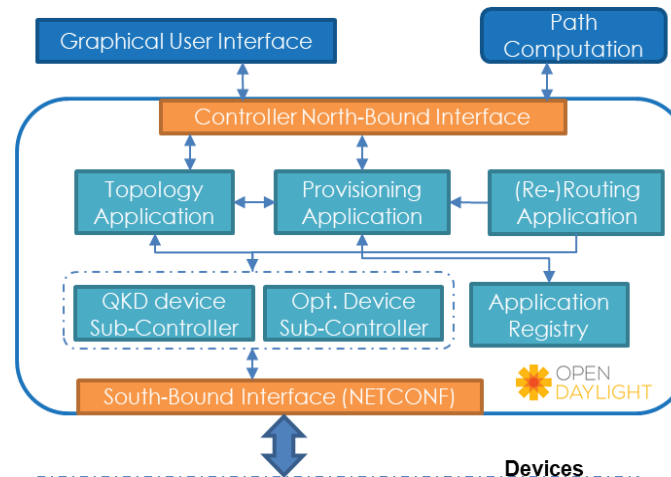 Graphical User Interface
Path
Computation
Controller North-Bound Interface
Topology
Application
Provisioning
Application
(Re-)Routing
Application
QKD device
Sub-Controller
Opt. Device
Sub-Controller
Application
Registry
South-Bound Interface (NETCONF)
OPEN
DAYLIGHT
Devices